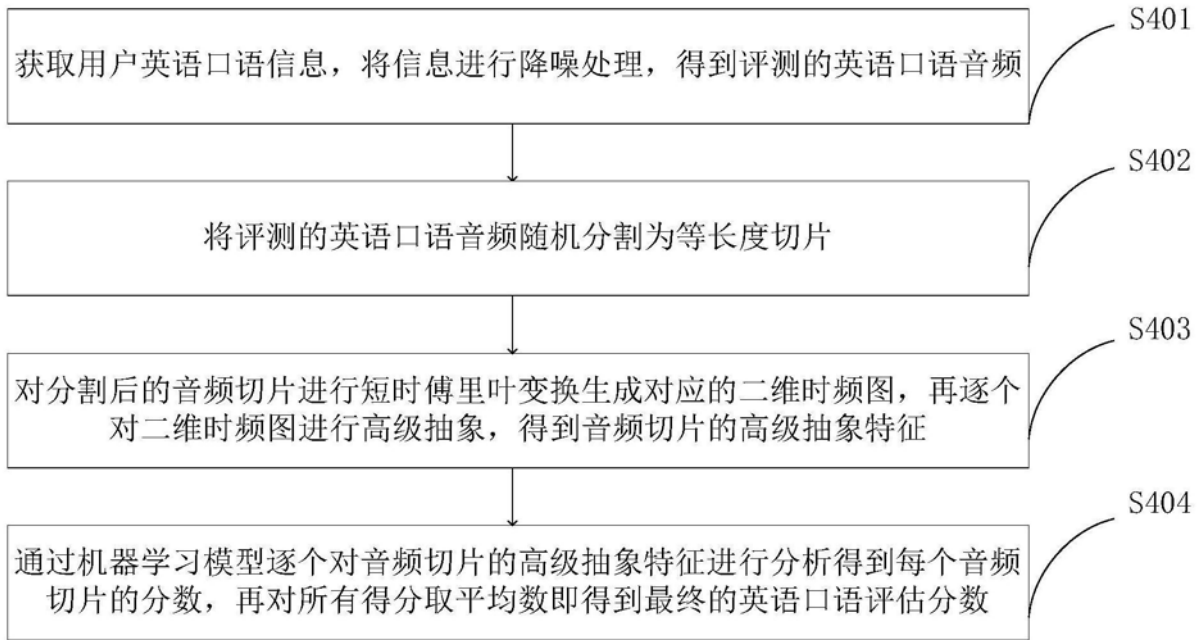 S401
获取用户英语口语信息，将信息进行降噪处理，得到评测的英语口语音频
S402
将评测的英语口语音频随机分割为等长度切片
S403
对分割后的音频切片进行短时傅里叶变换生成对应的二维时频图，再逐个
对二维时频图进行高级抽象，得到音频切片的高级抽象特征
S404
通过机器学习模型逐个对音频切片的高级抽象特征进行分析得到每个音频
切片的分数，再对所有得分取平均数即得到最终的英语口语评估分数